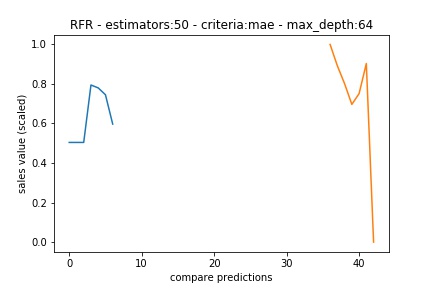 RFR - estimators:50 - criteria:mae - max_depth:64
1.0
0.8
0.6
0.4
0.2
0.0
sales value (scaled)
0 10 20 30 40
compare predictions